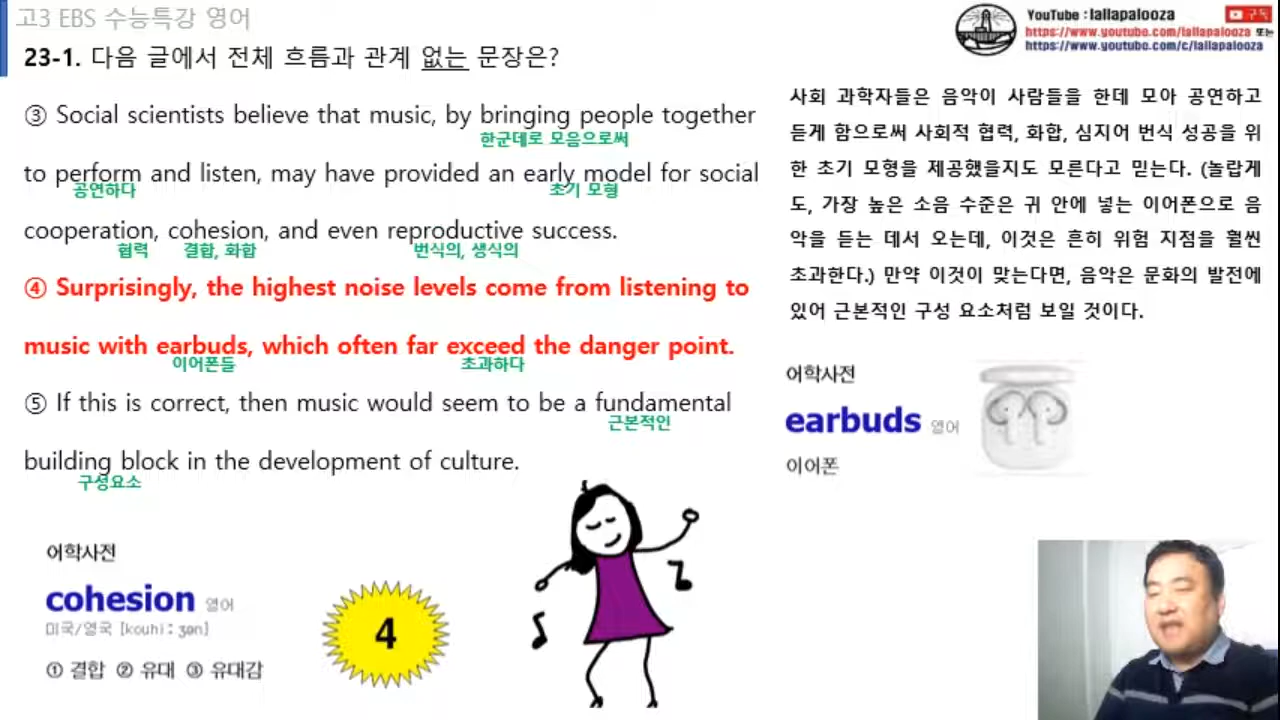 고3 EBS 수능특강 영어
YouTube : lallapalooza
구독
https://www.youtube.com/lallapalooza 또는
https://www.youtube.com/c/lallapalooza
23-1. 다음 글에서 전체 흐름과 관계 없는 문장은?
③ Social scientists believe that music, by bringing people together
한군데로 모음으로써
to perform and listen, may have provided an early model for social
공연하다 초기 모형
cooperation, cohesion, and even reproductive success.
협력 결합, 화합 번식의, 생식의
④ Surprisingly, the highest noise levels come from listening to
music with earbuds, which often far exceed the danger point.
이어폰들 초과하다
⑤ If this is correct, then music would seem to be a fundamental
근본적인
building block in the development of culture.
구성요소
사회 과학자들은 음악이 사람들을 한데 모아 공연하고
듣게 함으로써 사회적 협력, 화합, 심지어 번식 성공을 위
한 초기 모형을 제공했을지도 모른다고 믿는다. (놀랍게
도, 가장 높은 소음 수준은 귀 안에 넣는 이어폰으로 음
악을 듣는 데서 오는데, 이것은 흔히 위험 지점을 훨씬
초과한다.) 만약 이것이 맞는다면, 음악은 문화의 발전에
있어 근본적인 구성 요소처럼 보일 것이다.
어학사전
earbuds 영어
이어폰
어학사전
cohesion 영어
미국/영국 [kouhíːʒən]
① 결합 ② 유대 ③ 유대감
4